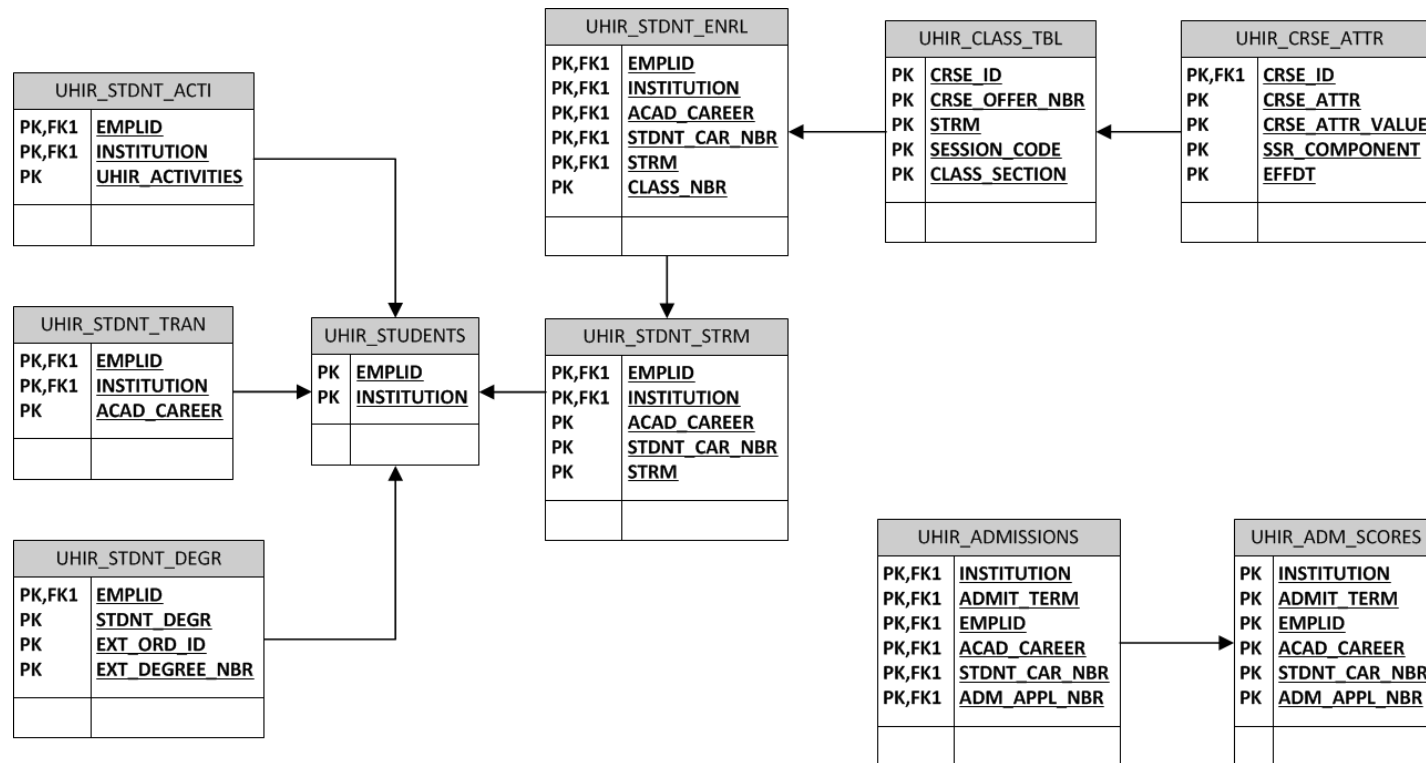 UHIR_STDNT_ACTI
PK,FK1 EMPLID
PK,FK1 INSTITUTION
PK UHIR_ACTIVITIES
UHIR_STDNT_ENRL
PK,FK1 EMPLID
PK,FK1 INSTITUTION
PK,FK1 ACAD_CAREER
PK,FK1 STDNT_CAR_NBR
PK,FK1 STRM
PK CLASS_NBR
UHIR_CLASS_TBL
PK CRSE_ID
PK CRSE_OFFER_NBR
PK STRM
PK SESSION_CODE
PK CLASS_SECTION
UHIR_CRSE_ATTR
PK,FK1 CRSE_ID
PK CRSE_ATTR
PK CRSE_ATTR_VALUE
PK SSR_COMPONENT
PK EFFDT
UHIR_STDNT_TRAN
PK,FK1 EMPLID
PK,FK1 INSTITUTION
PK ACAD_CAREER
UHIR_STUDENTS
PK EMPLID
PK INSTITUTION
UHIR_STDNT_STRM
PK,FK1 EMPLID
PK,FK1 INSTITUTION
PK ACAD_CAREER
PK STDNT_CAR_NBR
PK STRM
UHIR_STDNT_DEGR
PK,FK1 EMPLID
PK STDNT_DEGR
PK EXT_ORD_ID
PK EXT_DEGREE_NBR
UHIR_ADMISSIONS
PK,FK1 INSTITUTION
PK,FK1 ADMIT_TERM
PK,FK1 EMPLID
PK,FK1 ACAD_CAREER
PK,FK1 STDNT_CAR_NBR
PK,FK1 ADM_APPL_NBR
UHIR_ADM_SCORES
PK INSTITUTION
PK ADMIT_TERM
PK EMPLID
PK ACAD_CAREER
PK STDNT_CAR_NBR
PK ADM_APPL_NBR